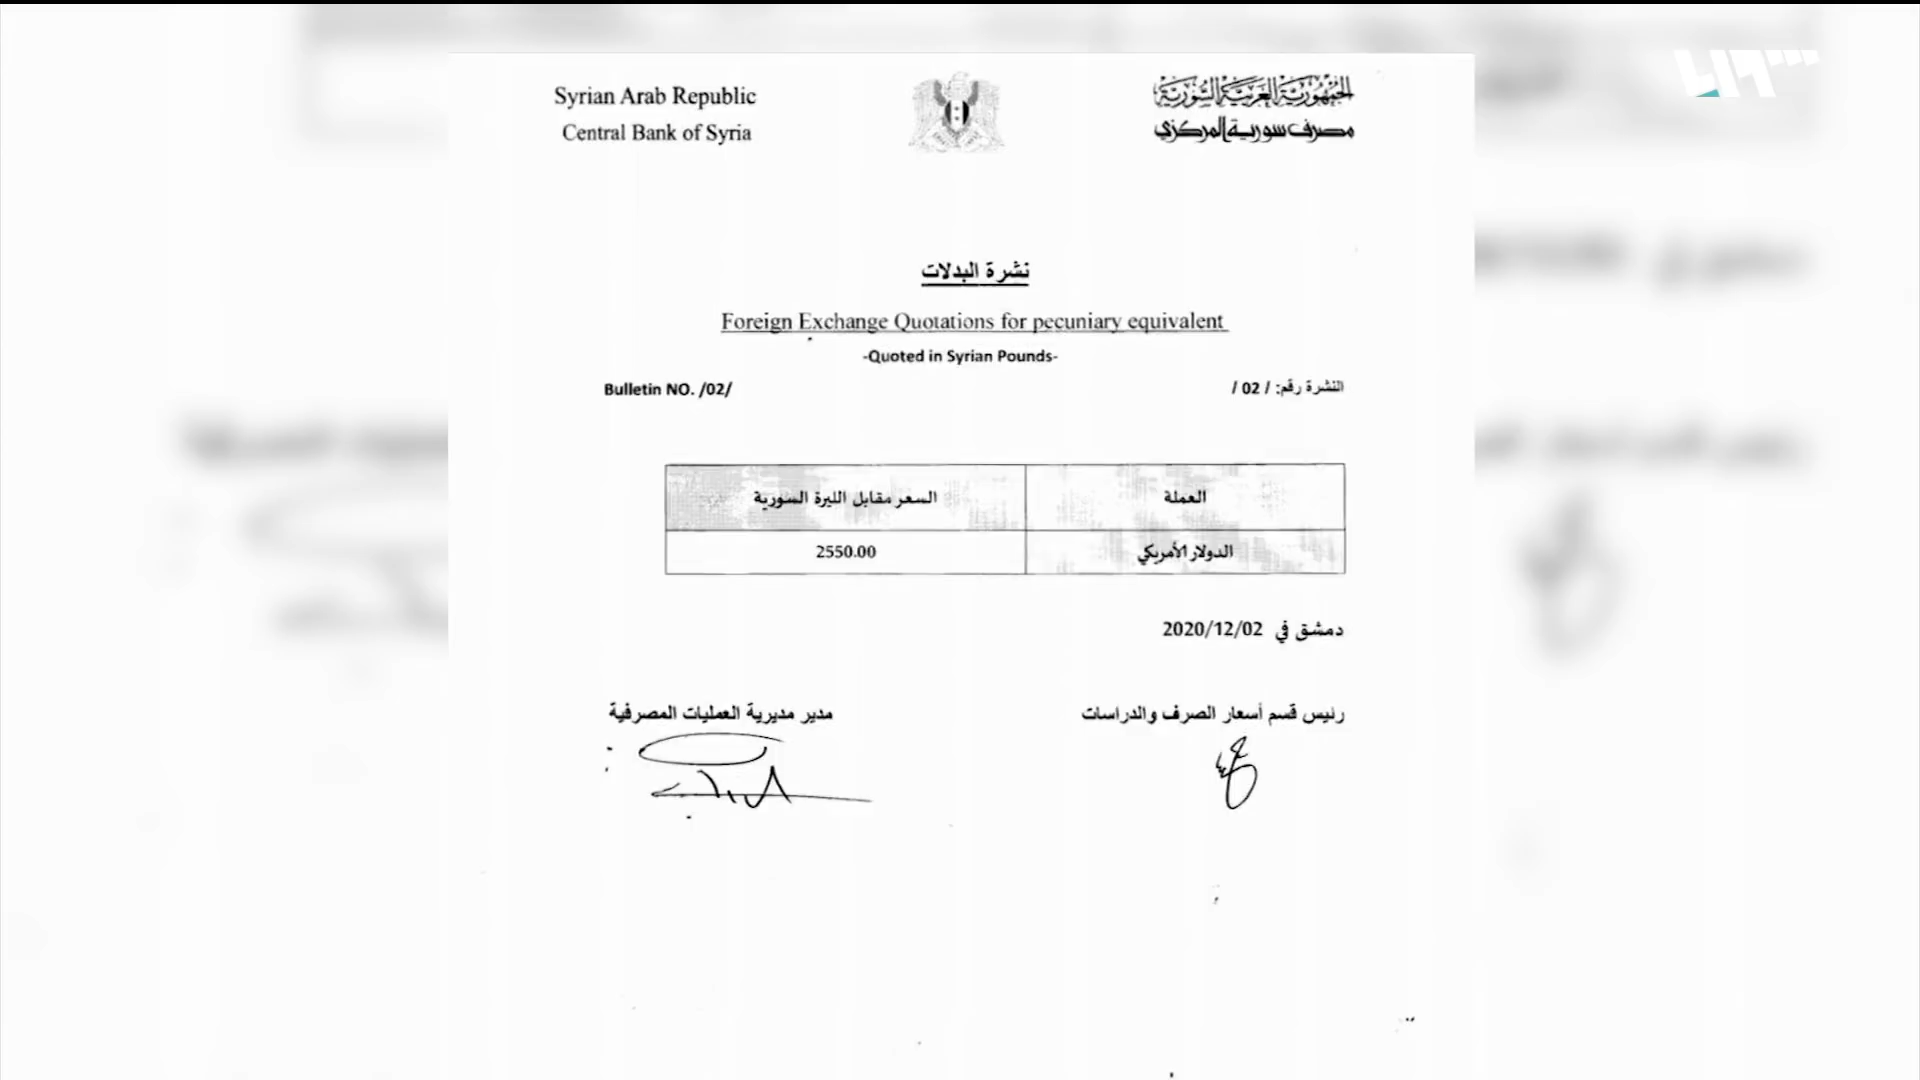 Syrian Arab Republic
Central Bank of Syria
الجمهورية العربية السورية
مصرف سورية المركزي
نشرة البدلات
Foreign Exchange Quotations for pecuniary equivalent
-Quoted in Syrian Pounds-
Bulletin NO. /02/
النشرة رقم: / 02 /
العملة
السعر مقابل الليرة السورية
الدولار الأمريكي
2550.00
دمشق في 2020/12/02
رئيس قسم أسعار الصرف والدراسات
مدير مديرية العمليات المصرفية